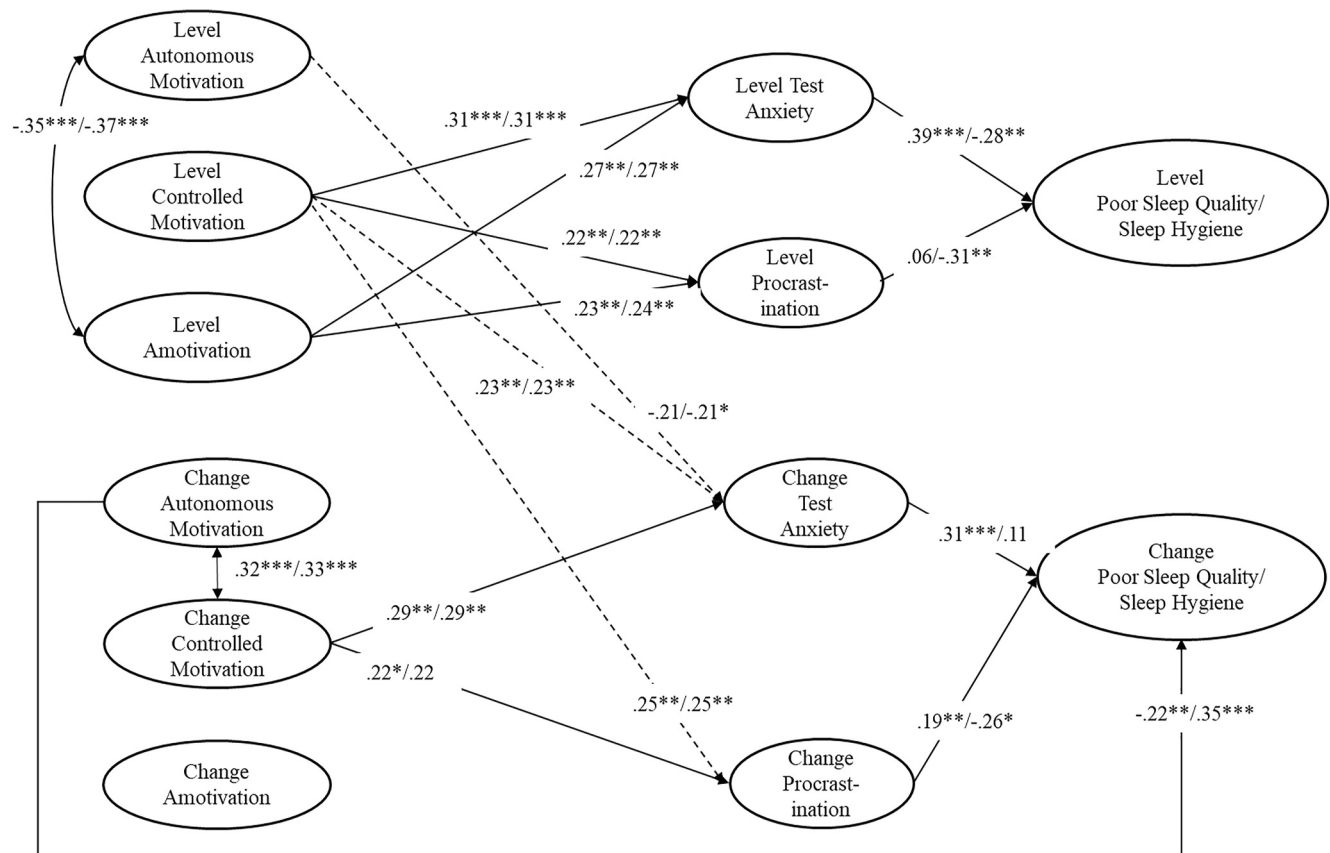 Level
Autonomous
Motivation
-.35***/-.37***
Level
Controlled
Motivation
Level
Amotivation
.31***/.31***
.27**/.27**
.22**/.22**
.23**/.24**
Level Test
Anxiety
Level
Procrast-
ination
.39***/-.28**
.06/-.31**
Level
Poor Sleep Quality/
Sleep Hygiene
.23**/.23**
-.21/-.21*
Change
Autonomous
Motivation
.32***/.33***
Change
Controlled
Motivation
Change
Amotivation
.29**/.29**
.22*/.22
.25**/.25**
Change
Test
Anxiety
Change
Procrast-
ination
.31***/.11
.19**/-.26*
Change
Poor Sleep Quality/
Sleep Hygiene
-.22**/.35***